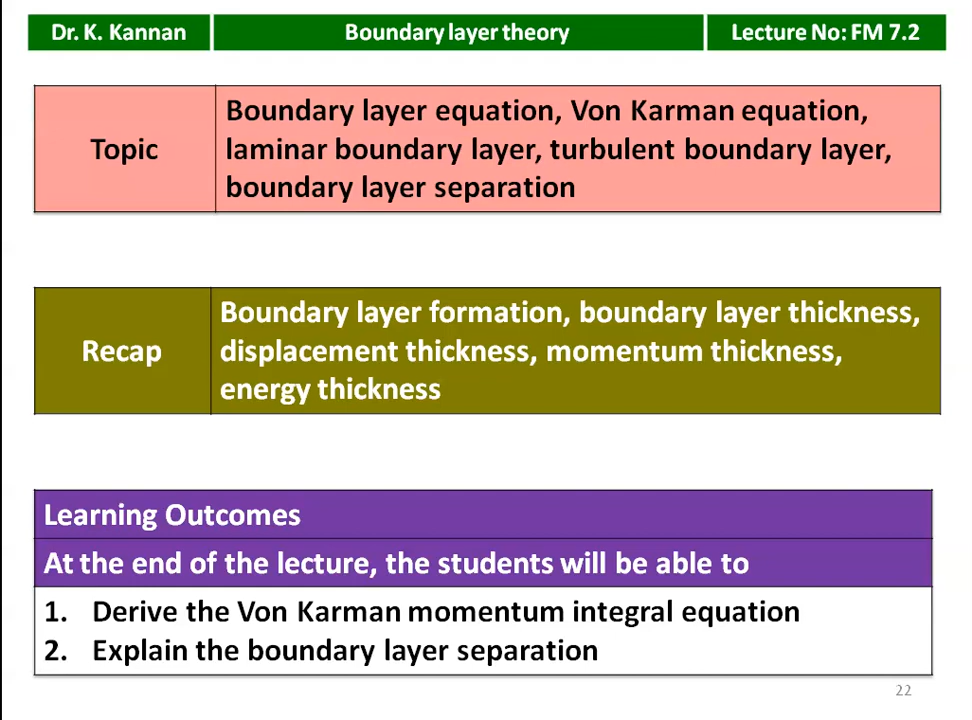 Dr. K. Kannan
Boundary layer theory
Lecture No: FM 7.2
Topic
Boundary layer equation, Von Karman equation,
laminar boundary layer, turbulent boundary layer,
boundary layer separation
Recap
Boundary layer formation, boundary layer thickness,
displacement thickness, momentum thickness,
energy thickness
Learning Outcomes
At the end of the lecture, the students will be able to
1. Derive the Von Karman momentum integral equation
2. Explain the boundary layer separation
22